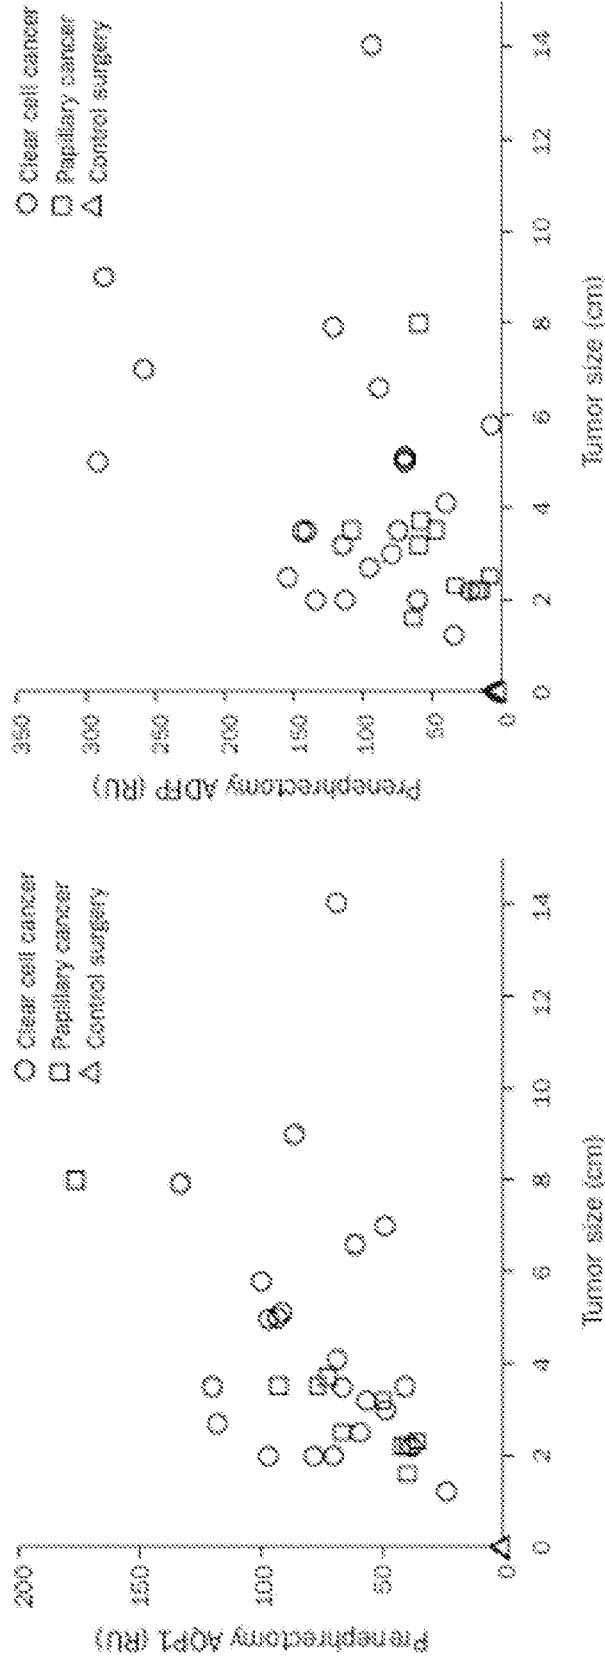 Prenephrectomy AQP1 (RU)
200
150
100
50
0
Clear cell cancer
Papillary cancer
Control surgery
0 2 4 6 8 10 12 14
Tumor size (cm)
Prenephrectomy ADFP (RU)
350
300
250
200
150
100
50
0
Clear cell cancer
Papillary cancer
Control surgery
0 2 4 6 8 10 12 14
Tumor size (cm)